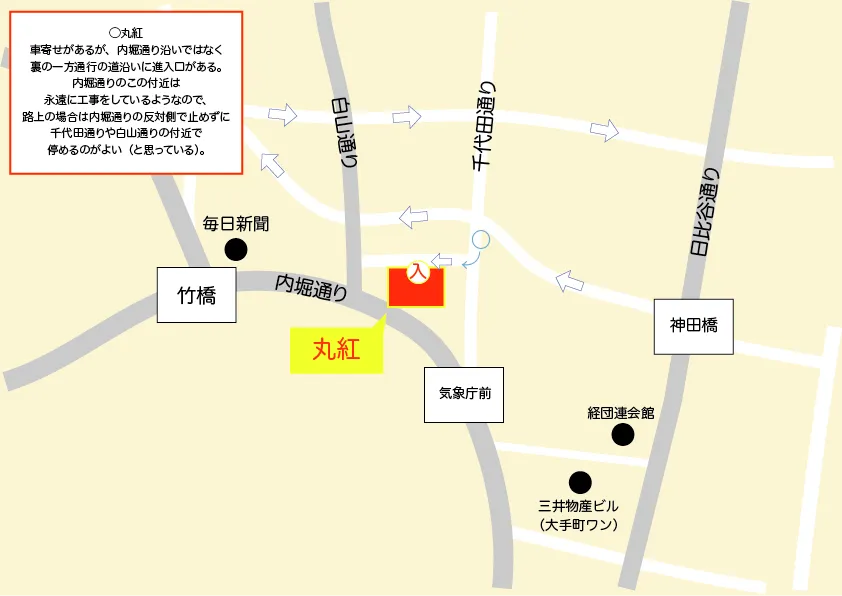 ○丸紅
車寄せがあるが、内堀通り沿いではなく
裏の一方通行の道沿いに進入口がある。
内堀通りのこの付近は
永遠に工事をしているようなので、
路上の場合は内堀通りの反対側で止めずに
千代田通りや白山通りの付近で
停めるのがよい（と思っている）。
白山通り
千代田通り
日比谷通り
毎日新聞
竹橋
内堀通り
入
丸紅
神田橋
気象庁前
経団連会館
三井物産ビル
（大手町ワン）